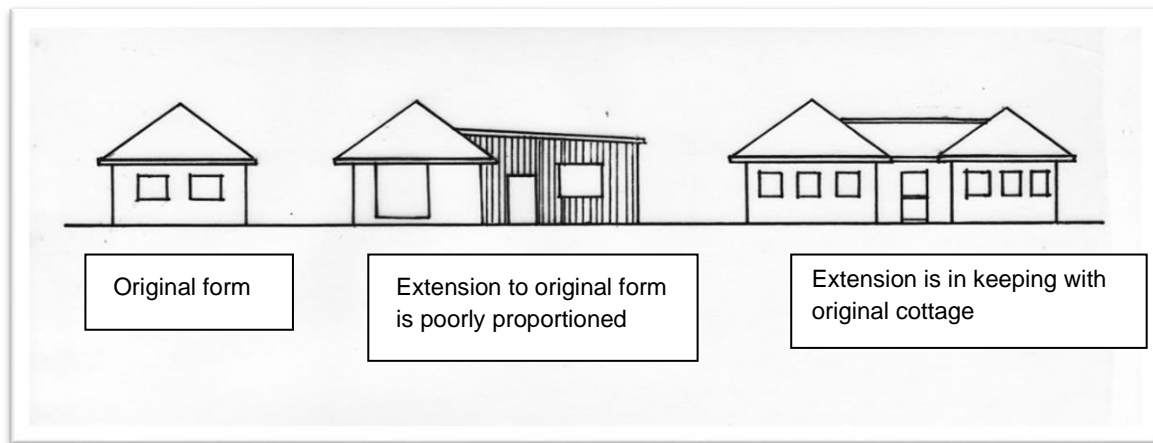 Original form
Extension to original form
is poorly proportioned
Extension is in keeping with
original cottage